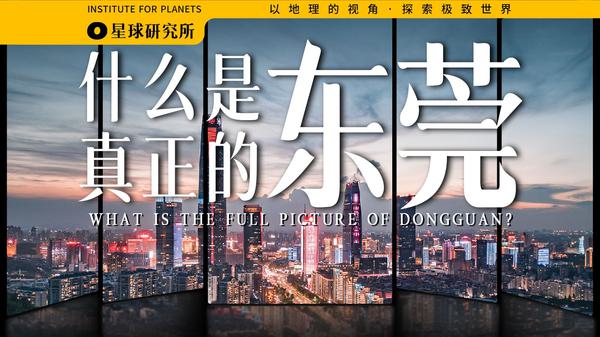 INSTITUTE FOR PLANETS
星球研究所
以地理的视角·探索极致世界
什么是
真正的东莞
WHAT IS THE FULL PICTURE OF DONGGUAN?